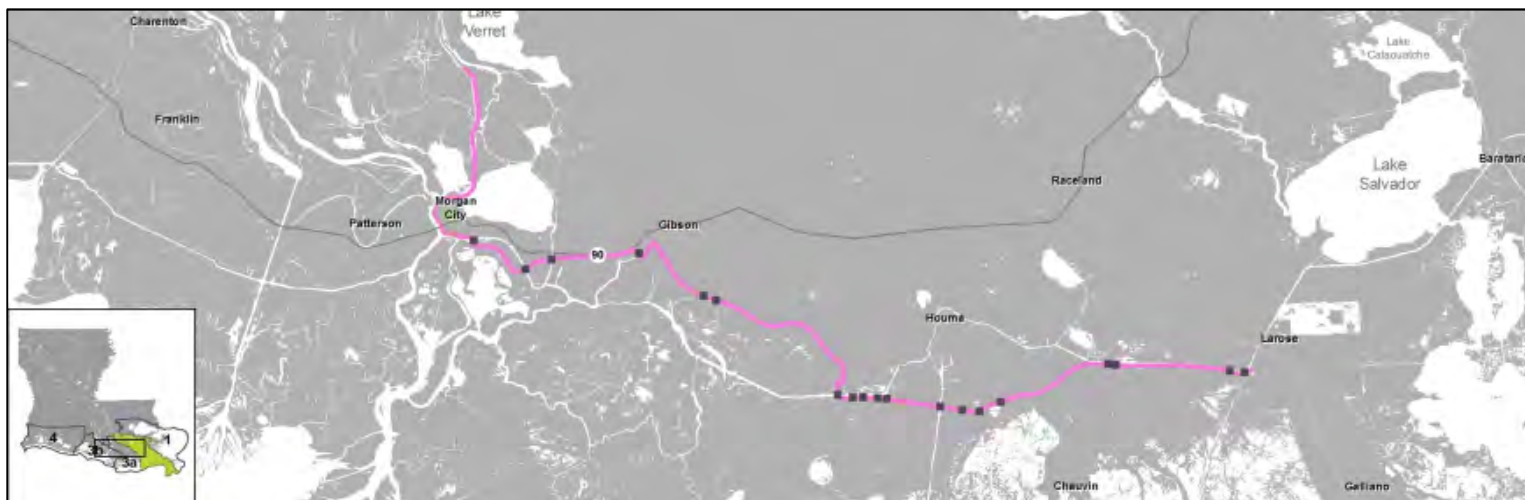 Lake
Verret
Charenton
Lake
Cataouatche
Franklin
Lake
Salvador
Barataria
Raceland
Morgan
City
Patterson
Gibson
90
Houma
Larose
4
3b
3a
1
Chauvin
Galliano